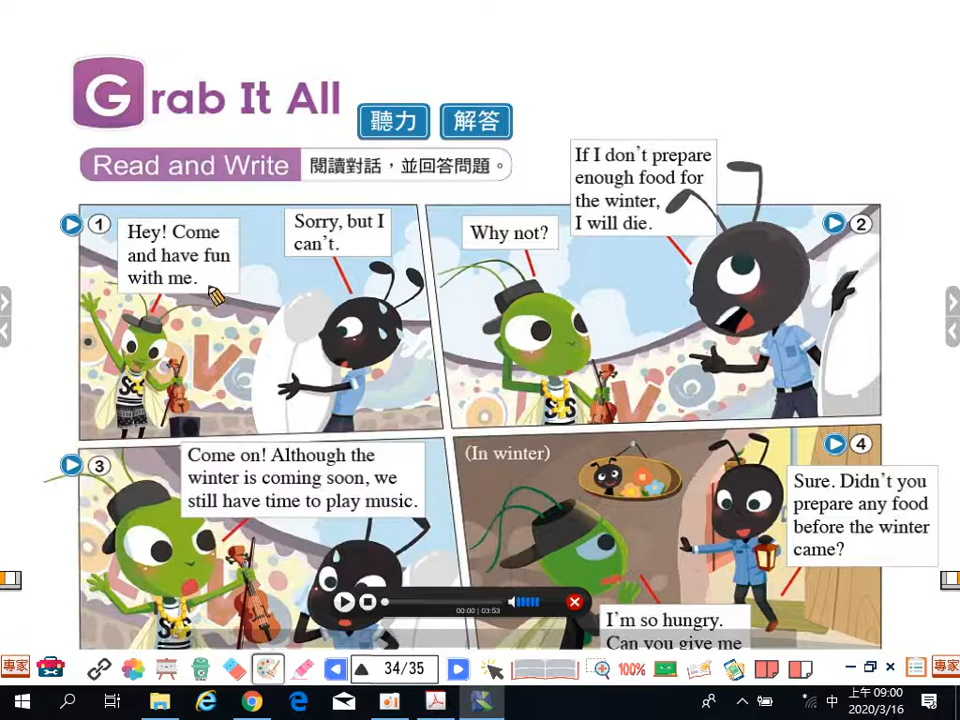 Grab It All
聽力 解答
Read and Write 閱讀對話，並回答問題。
1
Hey! Come
and have fun
with me.
Sorry, but I
can't.
2
Why not?
If I don't prepare
enough food for
the winter,
I will die.
3
Come on! Although the
winter is coming soon, we
still have time to play music.
4
(In winter)
I'm so hungry.
Can you give me
Sure. Didn't you
prepare any food
before the winter
came?
00:00 | 03:53
專家
34/35
100%
專家
中
上午 09:00
2020/3/16